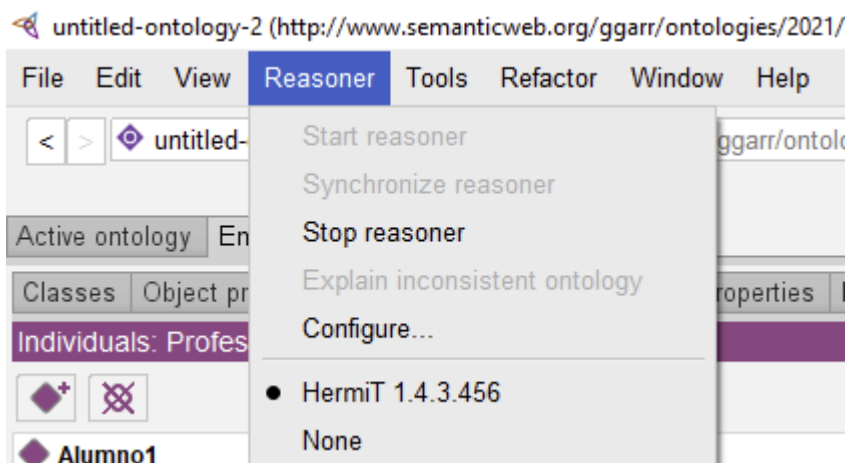 untitled-ontology-2 (http://www.semanticweb.org/ggarr/ontologies/2021/
File Edit View Reasoner Tools Refactor Window Help
< > untitled- ggarr/ontolo
Start reasoner
Synchronize reasoner
Active ontology En Stop reasoner
Explain inconsistent ontology
Classes Object pr roperties
Configure...
Individuals: Profes
HermiT 1.4.3.456
None
Alumno1